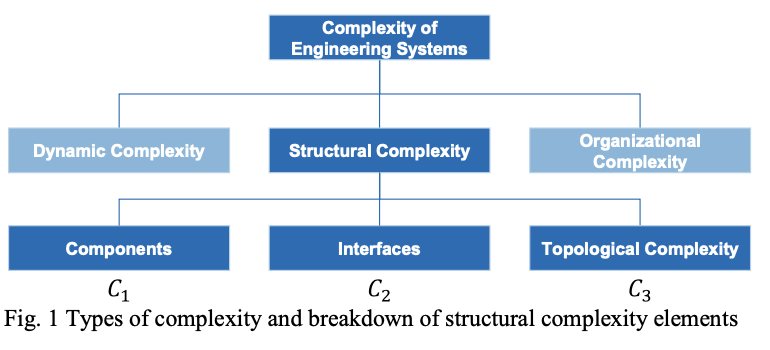 Complexity of
Engineering Systems
Dynamic Complexity
Structural Complexity
Organizational
Complexity
Components
Interfaces
Topological Complexity
C₁
C₂
C₃
Fig. 1 Types of complexity and breakdown of structural complexity elements